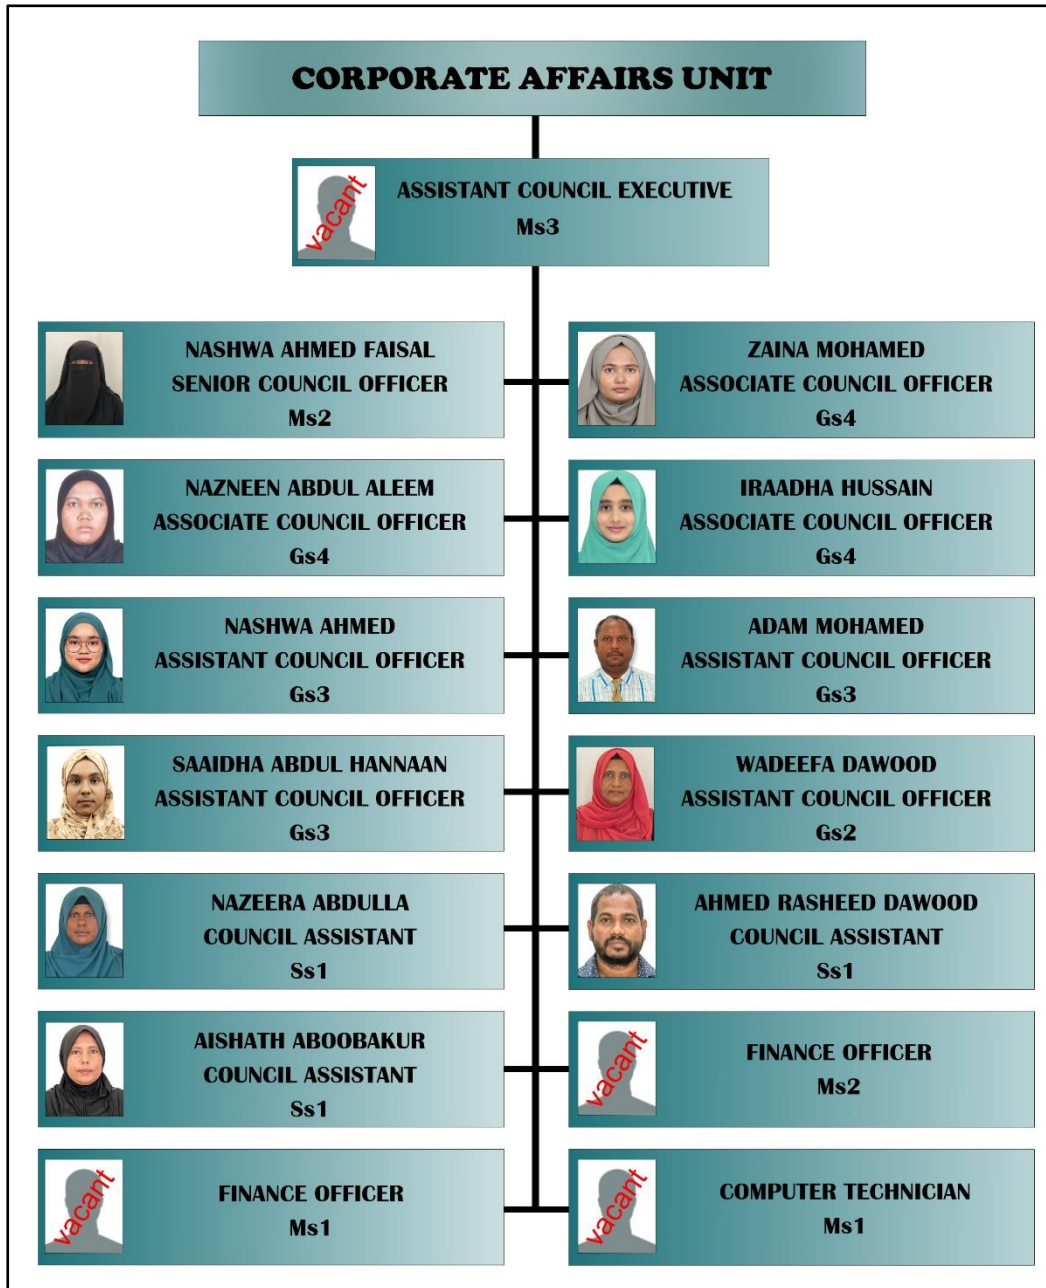 CORPORATE AFFAIRS UNIT
vacant
ASSISTANT COUNCIL EXECUTIVE
Ms3
NASHWA AHMED FAISAL
SENIOR COUNCIL OFFICER
Ms2
ZAINA MOHAMED
ASSOCIATE COUNCIL OFFICER
Gs4
NAZNEEN ABDUL ALEEM
ASSOCIATE COUNCIL OFFICER
Gs4
IRAADHA HUSSAIN
ASSOCIATE COUNCIL OFFICER
Gs4
NASHWA AHMED
ASSISTANT COUNCIL OFFICER
Gs3
ADAM MOHAMED
ASSISTANT COUNCIL OFFICER
Gs3
SAAIDHA ABDUL HANNAAN
ASSISTANT COUNCIL OFFICER
Gs3
WADEEFA DAWOOD
ASSISTANT COUNCIL OFFICER
Gs2
NAZEERA ABDULLA
COUNCIL ASSISTANT
Ss1
AHMED RASHEED DAWOOD
COUNCIL ASSISTANT
Ss1
AISHATH ABOOBAKUR
COUNCIL ASSISTANT
Ss1
vacant
FINANCE OFFICER
Ms2
vacant
FINANCE OFFICER
Ms1
vacant
COMPUTER TECHNICIAN
Ms1